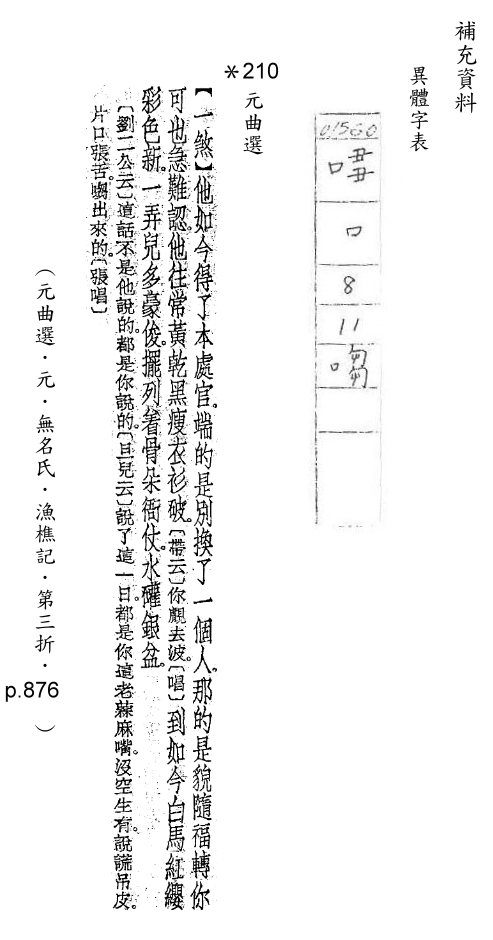 補充資料
異體字表
01560
口
8
11
＊210
元曲選
【一煞】他如今得了本處官。端的是別換了一個人。那的是貌隨福轉你
可也急難認他往常黃乾黑瘦衣衫破。〔帶云〕你覷去波。〔唱〕到如今白馬紅纓
彩色新。一弄兒多豪俊。擺列着骨朵衙仗。水礶銀盆。
〔劉二公云〕這話不是他說的。都是你說的。〔旦兒云〕說了這一日都是你這老蔾麻嘴。沒空生有。說謊吊皮。
片口張舌出來的。〔張唱〕
（元曲選．元．無名氏．漁樵記．第三折．p.876）